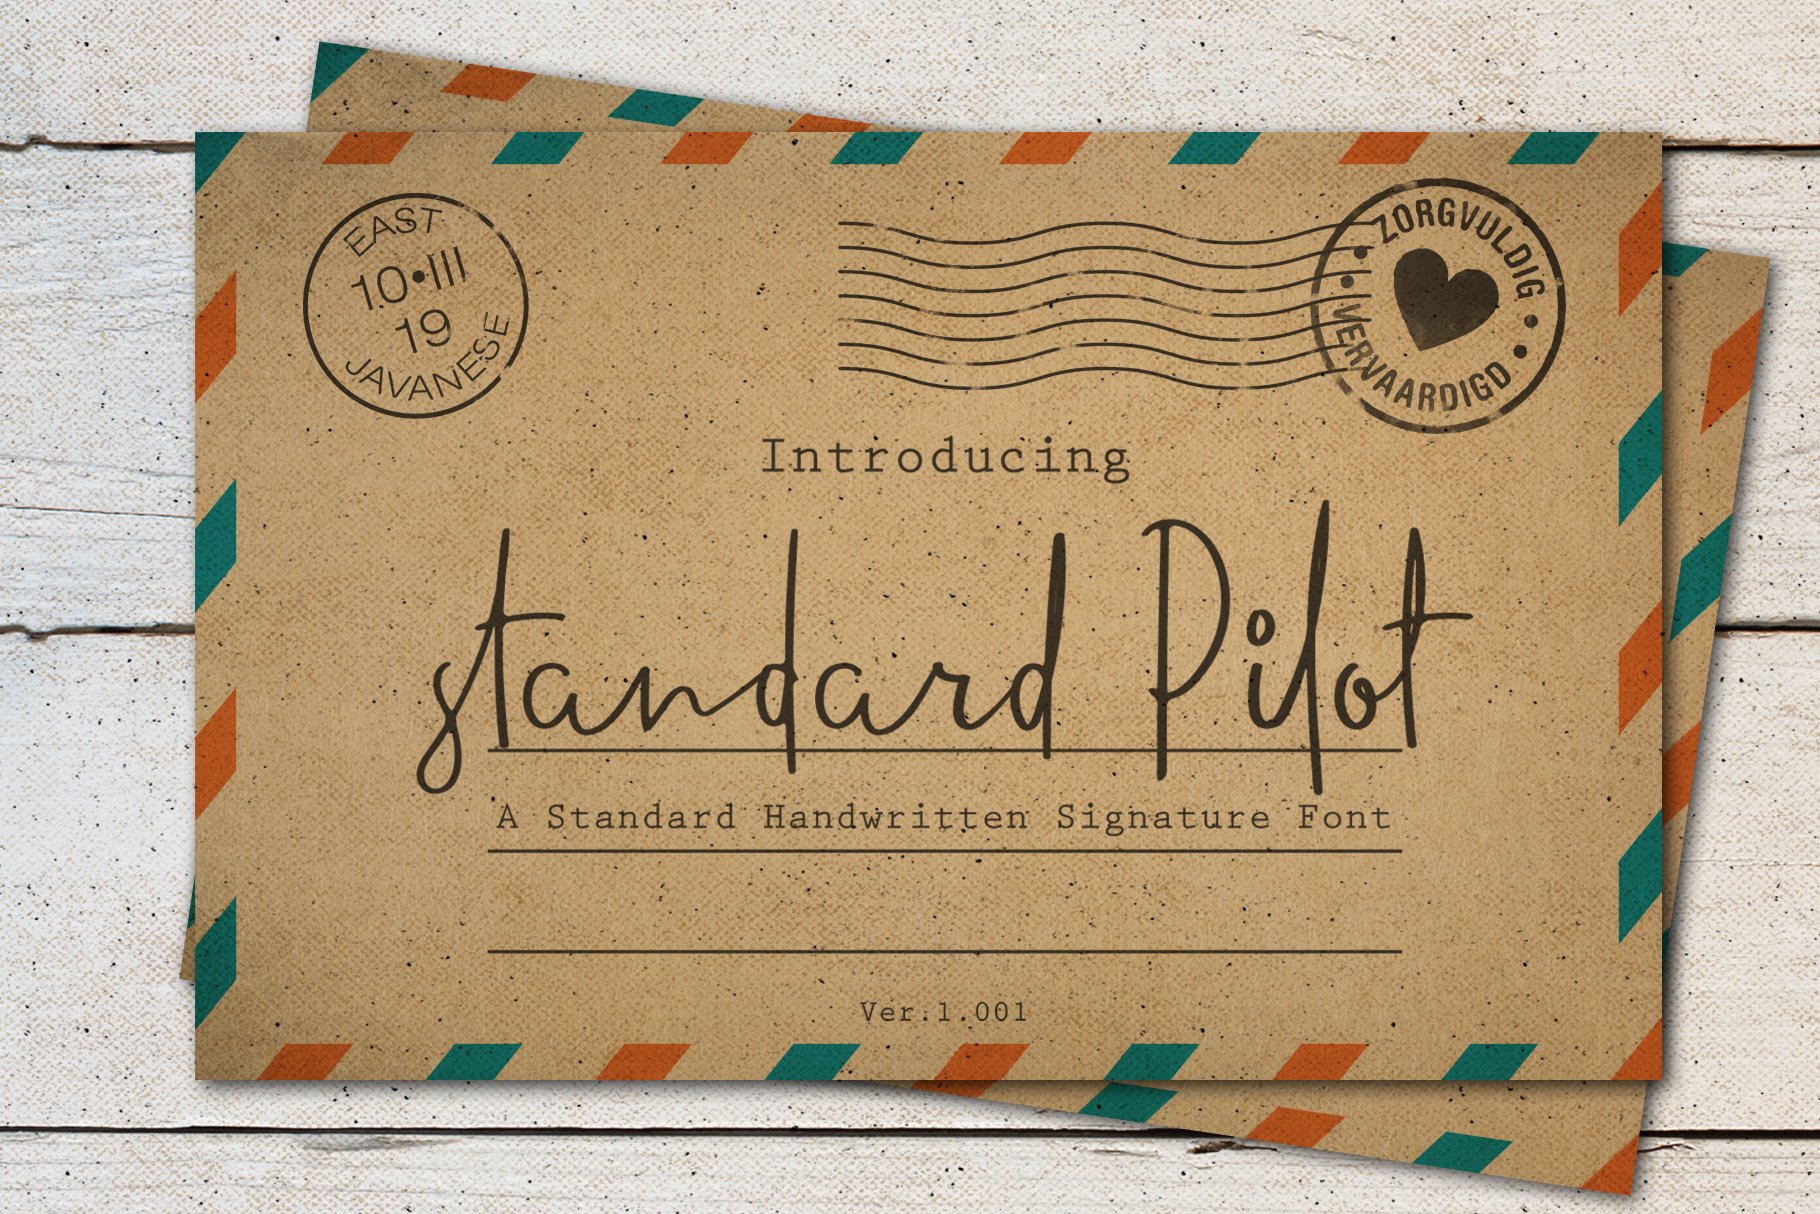 EAST
10•III
19
JAVANESE
ZORGVULDIG
VERVAARDIGD
Introducing
standard Pilot
A Standard Handwritten Signature Font
Ver:1.001